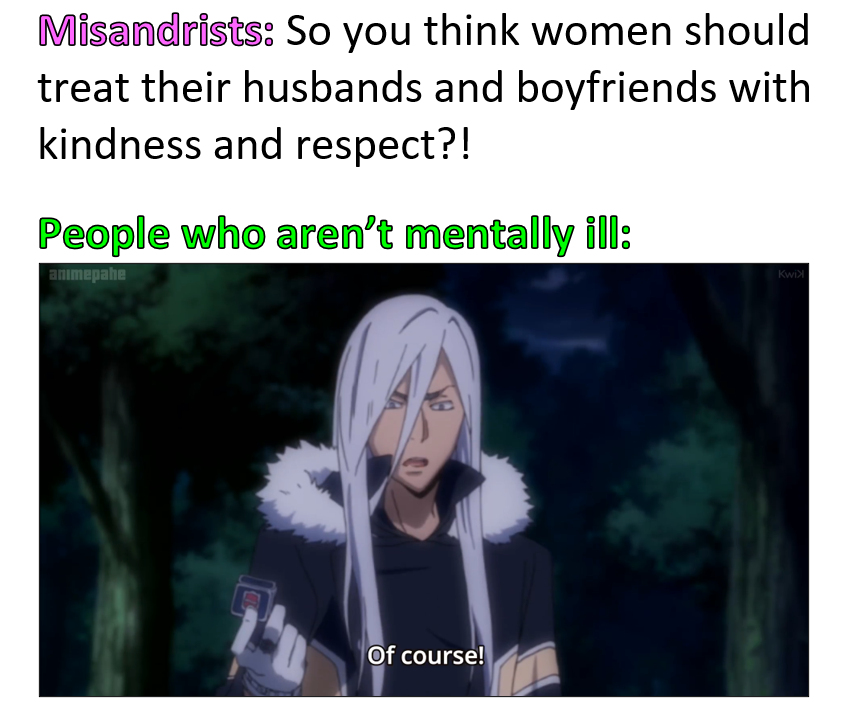 Misandrists: So you think women should
treat their husbands and boyfriends with
kindness and respect?!
People who aren’t mentally ill:
animepahe
Kwik
Of course!